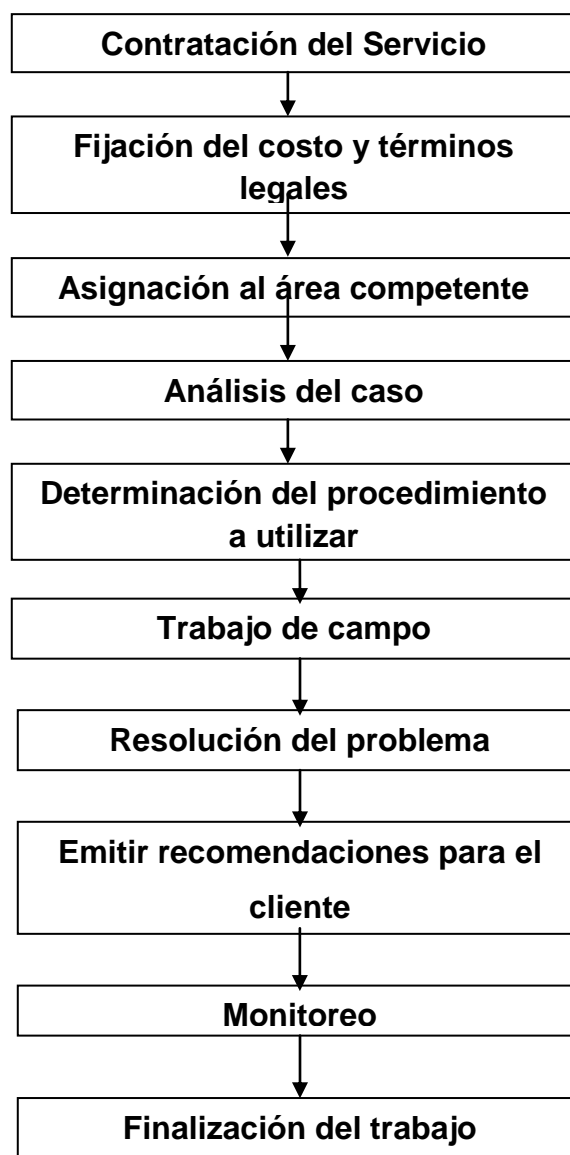 Contratación del Servicio
Fijación del costo y términos
legales
Asignación al área competente
Análisis del caso
Determinación del procedimiento
a utilizar
Trabajo de campo
Resolución del problema
Emitir recomendaciones para el
cliente
Monitoreo
Finalización del trabajo